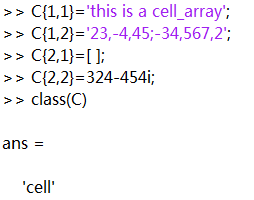 >> C{1,1}='this is a cell_array';
>> C{1,2}='23,-4,45;-34,567,2';
>> C{2,1}=[ ];
>> C{2,2}=324-454i;
>> class(C)
ans =
'cell'